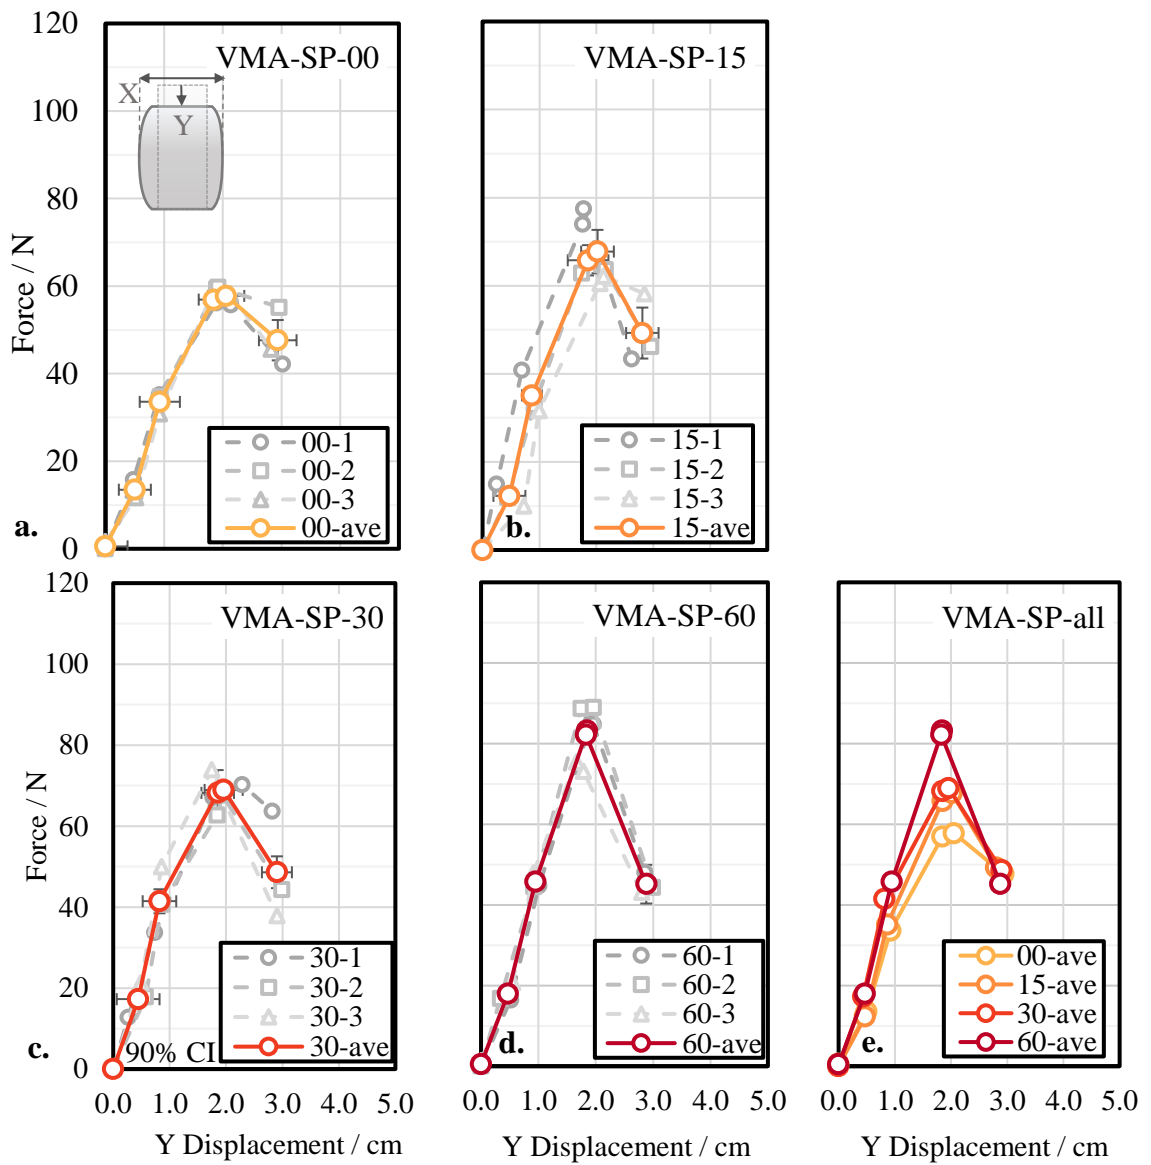 VMA-SP-00
X
Y
Force / N
120
100
80
60
40
20
0
00-1
00-2
00-3
00-ave
a.
VMA-SP-15
15-1
15-2
15-3
15-ave
b.
VMA-SP-30
Force / N
120
100
80
60
40
20
0
30-1
30-2
30-3
30-ave
c.
90% CI
0.0 1.0 2.0 3.0 4.0 5.0
Y Displacement / cm
VMA-SP-60
60-1
60-2
60-3
60-ave
d.
0.0 1.0 2.0 3.0 4.0 5.0
Y Displacement / cm
VMA-SP-all
00-ave
15-ave
30-ave
60-ave
e.
0.0 1.0 2.0 3.0 4.0 5.0
Y Displacement / cm